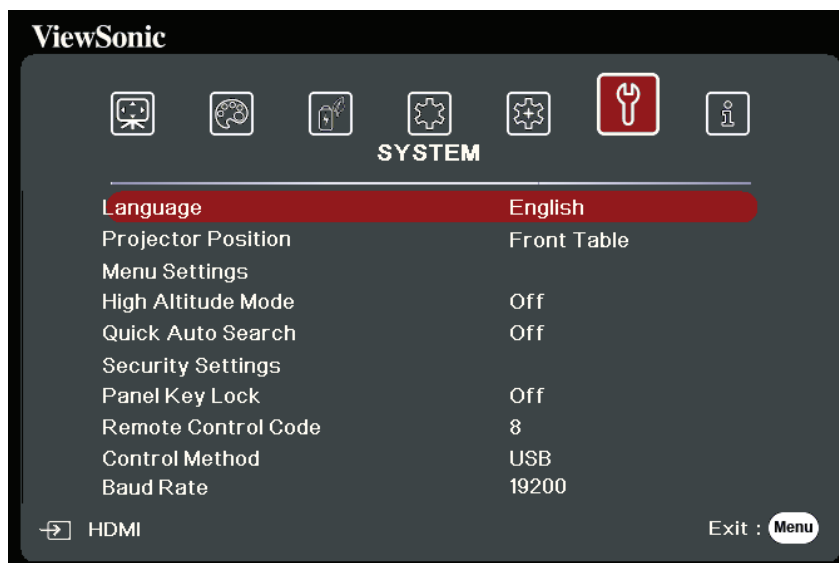 ViewSonic
SYSTEM
Language English
Projector Position Front Table
Menu Settings
High Altitude Mode Off
Quick Auto Search Off
Security Settings
Panel Key Lock Off
Remote Control Code 8
Control Method USB
Baud Rate 19200
HDMI Exit : Menu